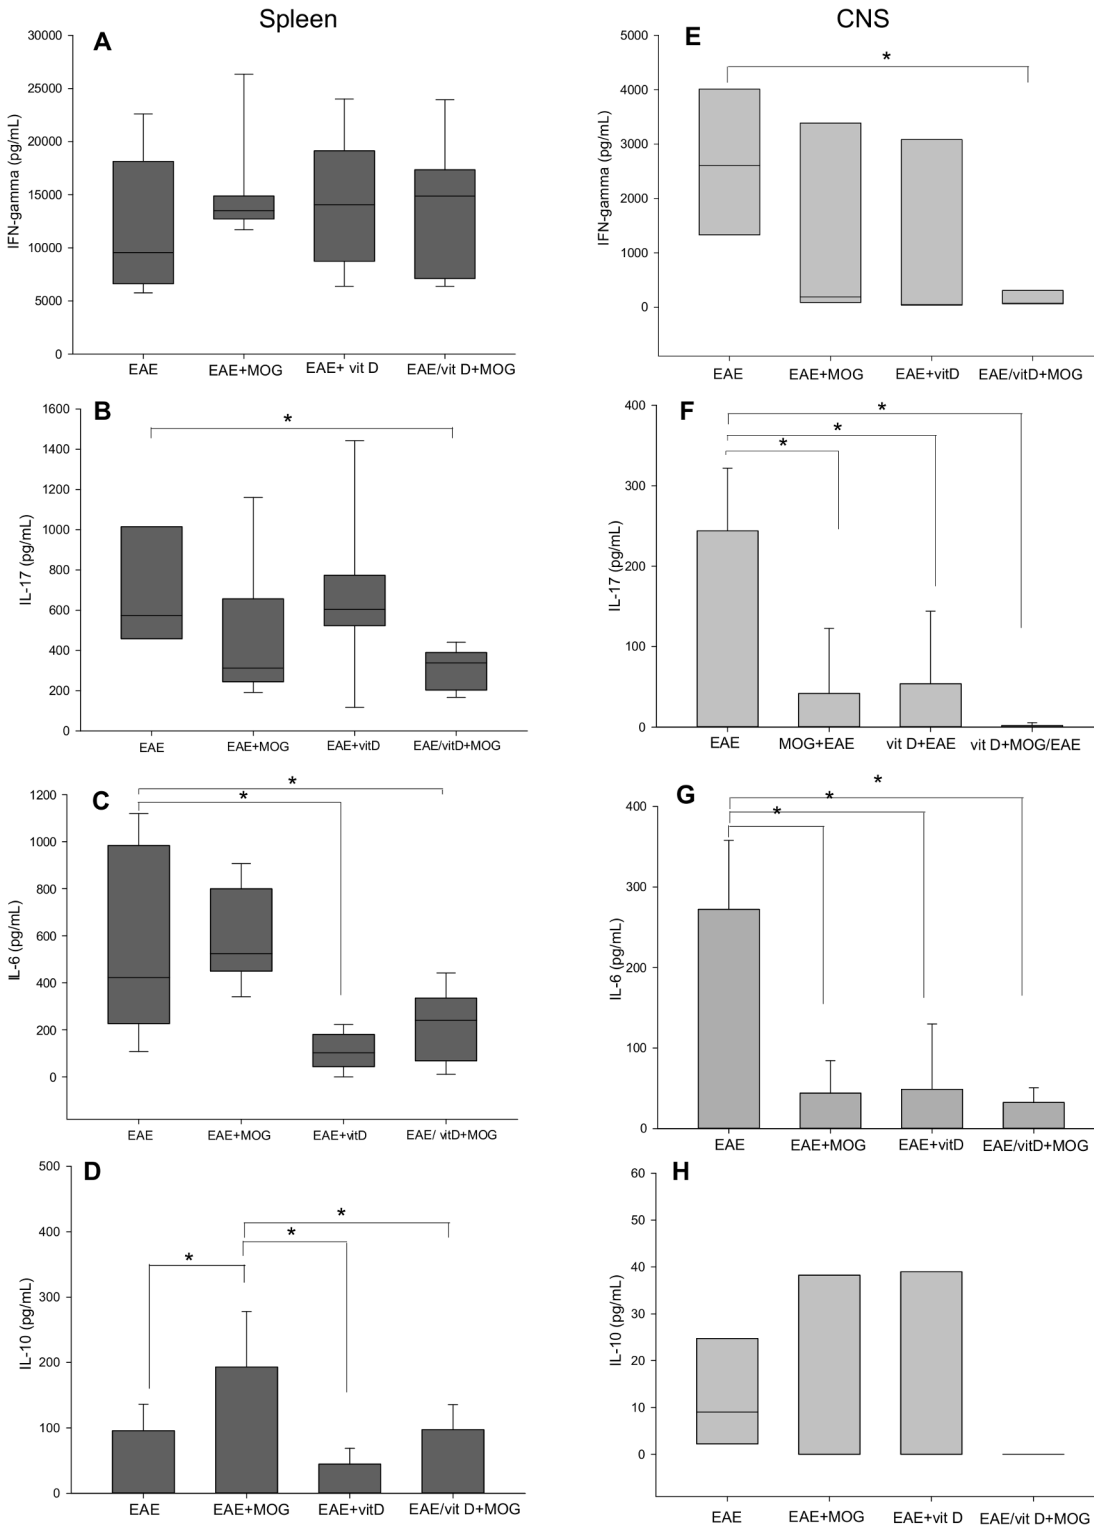 Spleen
CNS
A
30000
25000
20000
15000
10000
5000
0
IFN-gamma (pg/mL)
EAE
EAE+MOG
EAE+ vit D
EAE/vit D+MOG
E
*
5000
4000
3000
2000
1000
0
IFN-gamma (pg/mL)
EAE
EAE+MOG
EAE+vitD
EAE/vitD+MOG
B
*
1600
1400
1200
1000
800
600
400
200
0
IL-17 (pg/mL)
EAE
EAE+MOG
EAE+vitD
EAE/vitD+MOG
F
*
*
*
400
300
200
100
0
IL-17 (pg/mL)
EAE
MOG+EAE
vit D+EAE
vit D+MOG/EAE
C
*
*
1200
1000
800
600
400
200
0
IL-6 (pg/mL)
EAE
EAE+MOG
EAE+vitD
EAE/ vitD+MOG
G
*
*
*
400
300
200
100
0
IL-6 (pg/mL)
EAE
EAE+MOG
EAE+vitD
EAE/vitD+MOG
D
*
*
*
500
400
300
200
100
0
IL-10 (pg/mL)
EAE
EAE+MOG
EAE+vitD
EAE/vit D+MOG
H
60
50
40
30
20
10
0
IL-10 (pg/mL)
EAE
EAE+MOG
EAE+vit D
EAE/vit D+MOG